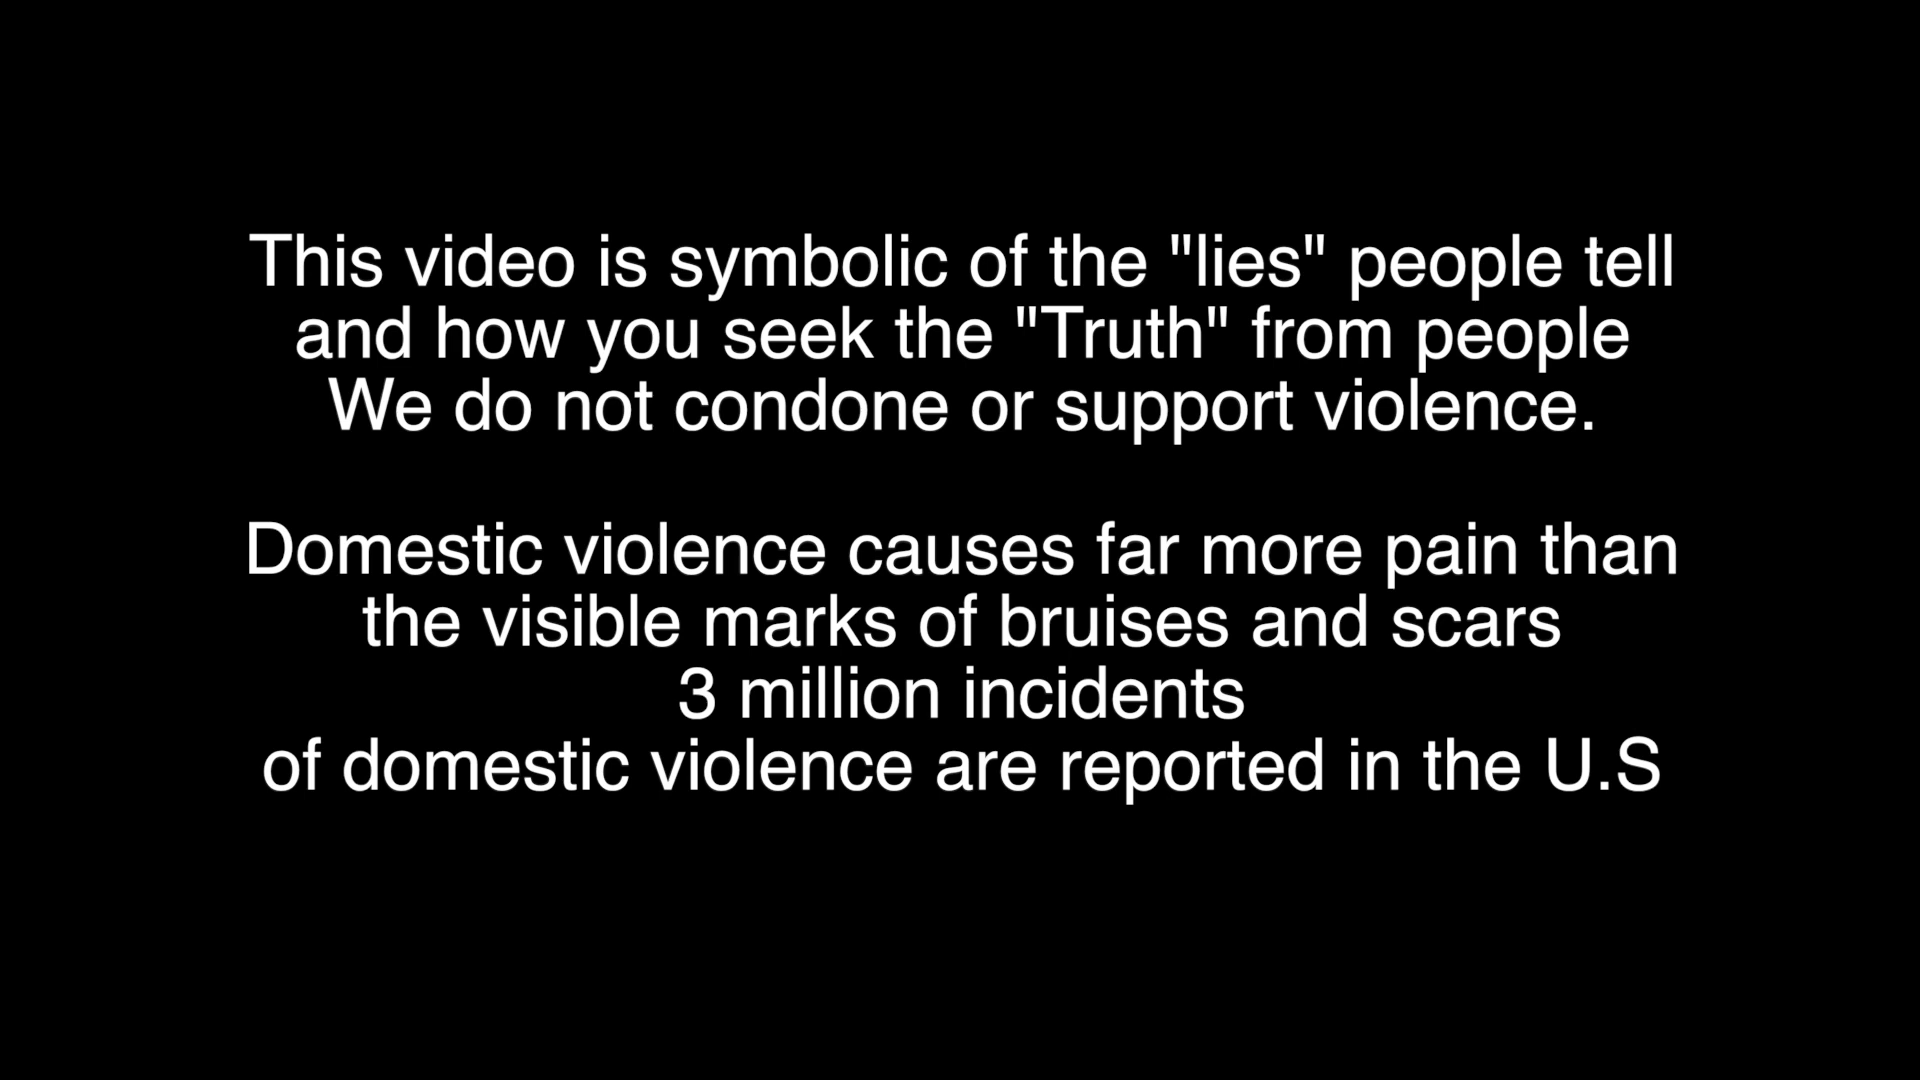 This video is symbolic of the "lies" people tell
and how you seek the "Truth" from people
We do not condone or support violence.
Domestic violence causes far more pain than
the visible marks of bruises and scars
3 million incidents
of domestic violence are reported in the U.S